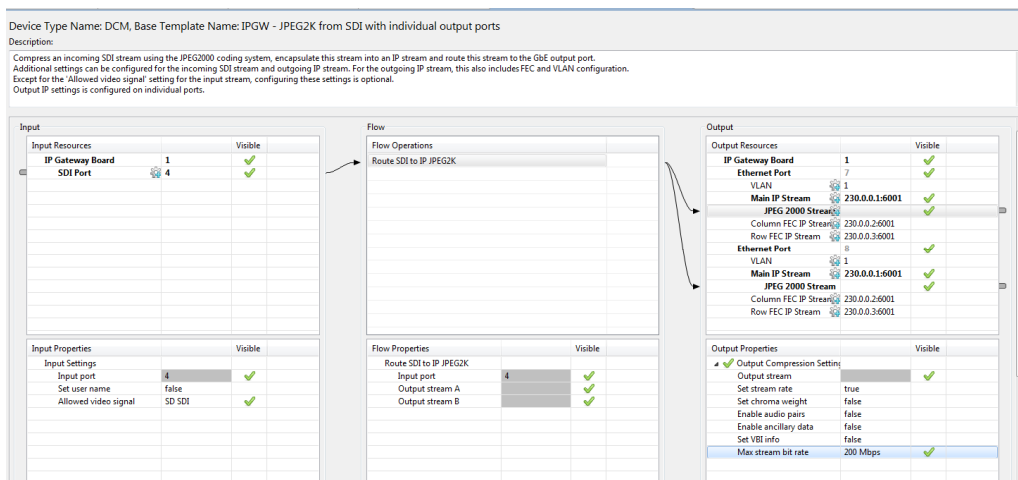 Device Type Name: DCM, Base Template Name: IPGW - JPEG2K from SDI with individual output ports
Description:
Compress an incoming SDI stream using the JPEG2000 coding system, encapsulate this stream into an IP stream and route this stream to the GbE output port.
Additional settings can be configured for the incoming SDI stream and outgoing IP stream. For the outgoing IP stream, this also includes FEC and VLAN configuration.
Except for the 'Allowed video signal' setting for the input stream, configuring these settings is optional.
Output IP settings is configured on individual ports.
Input
Input Resources Visible
IP Gateway Board 1
SDI Port 4
Input Properties Visible
Input Settings
Input port 4
Set user name false
Allowed video signal SD SDI
Flow
Flow Operations
Route SDI to IP JPEG2K
Flow Properties Visible
Route SDI to IP JPEG2K
Input port 4
Output stream A
Output stream B
Output
Output Resources Visible
IP Gateway Board 1
Ethernet Port 7
VLAN 1
Main IP Stream 230.0.0.1:6001
JPEG 2000 Stream
Column FEC IP Stream 230.0.0.2:6001
Row FEC IP Stream 230.0.0.3:6001
Ethernet Port 8
VLAN 1
Main IP Stream 230.0.0.1:6001
JPEG 2000 Stream
Column FEC IP Stream 230.0.0.2:6001
Row FEC IP Stream 230.0.0.3:6001
Output Properties Visible
Output Compression Setting
Output stream
Set stream rate true
Set chroma weight false
Enable audio pairs false
Enable ancillary data false
Set VBI info false
Max stream bit rate 200 Mbps